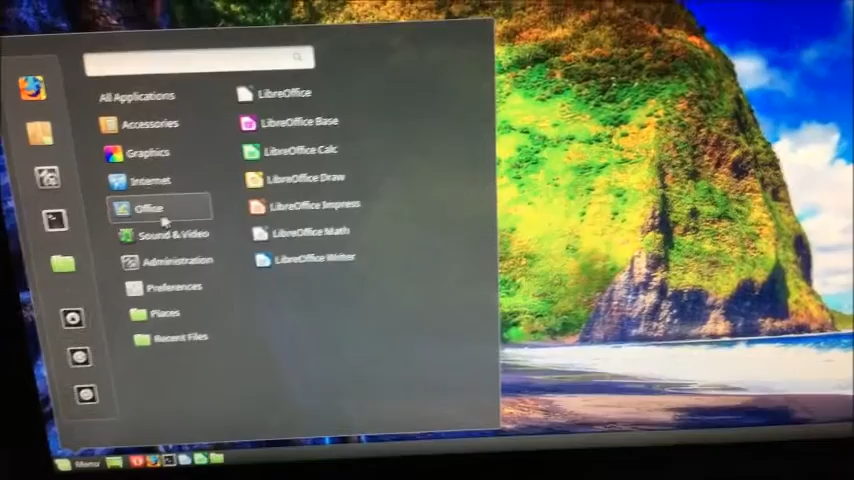 All Applications
Accessories
Graphics
Internet
Office
Sound & Video
Administration
Preferences
Places
Recent Files
LibreOffice
LibreOffice Base
LibreOffice Calc
LibreOffice Draw
LibreOffice Impress
LibreOffice Math
LibreOffice Writer
Menu